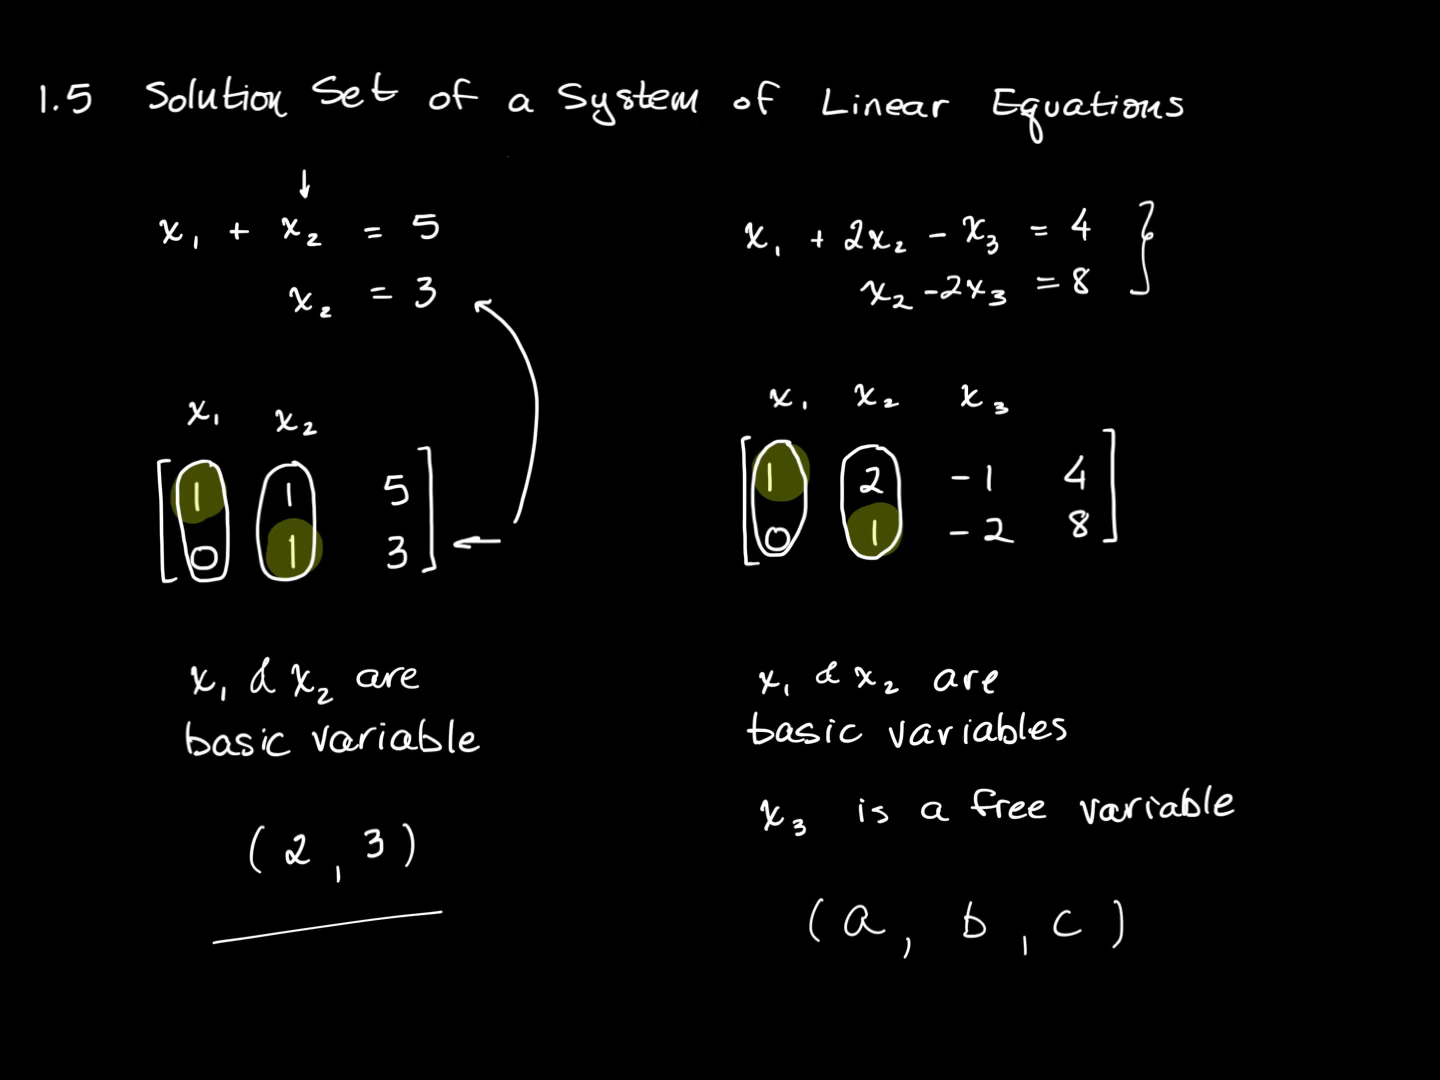 1.5 Solution Set of a System of Linear Equations
x₁ + x₂ = 5
x₂ = 3
x₁ x₂
1 1 5
0 1 3
x₁ & x₂ are
basic variable
(2, 3)
x₁ + 2x₂ - x₃ = 4
x₂ - 2x₃ = 8
x₁ x₂ x₃
1 2 -1 4
0 1 -2 8
x₁ & x₂ are
basic variables
x₃ is a free variable
(a, b, c)